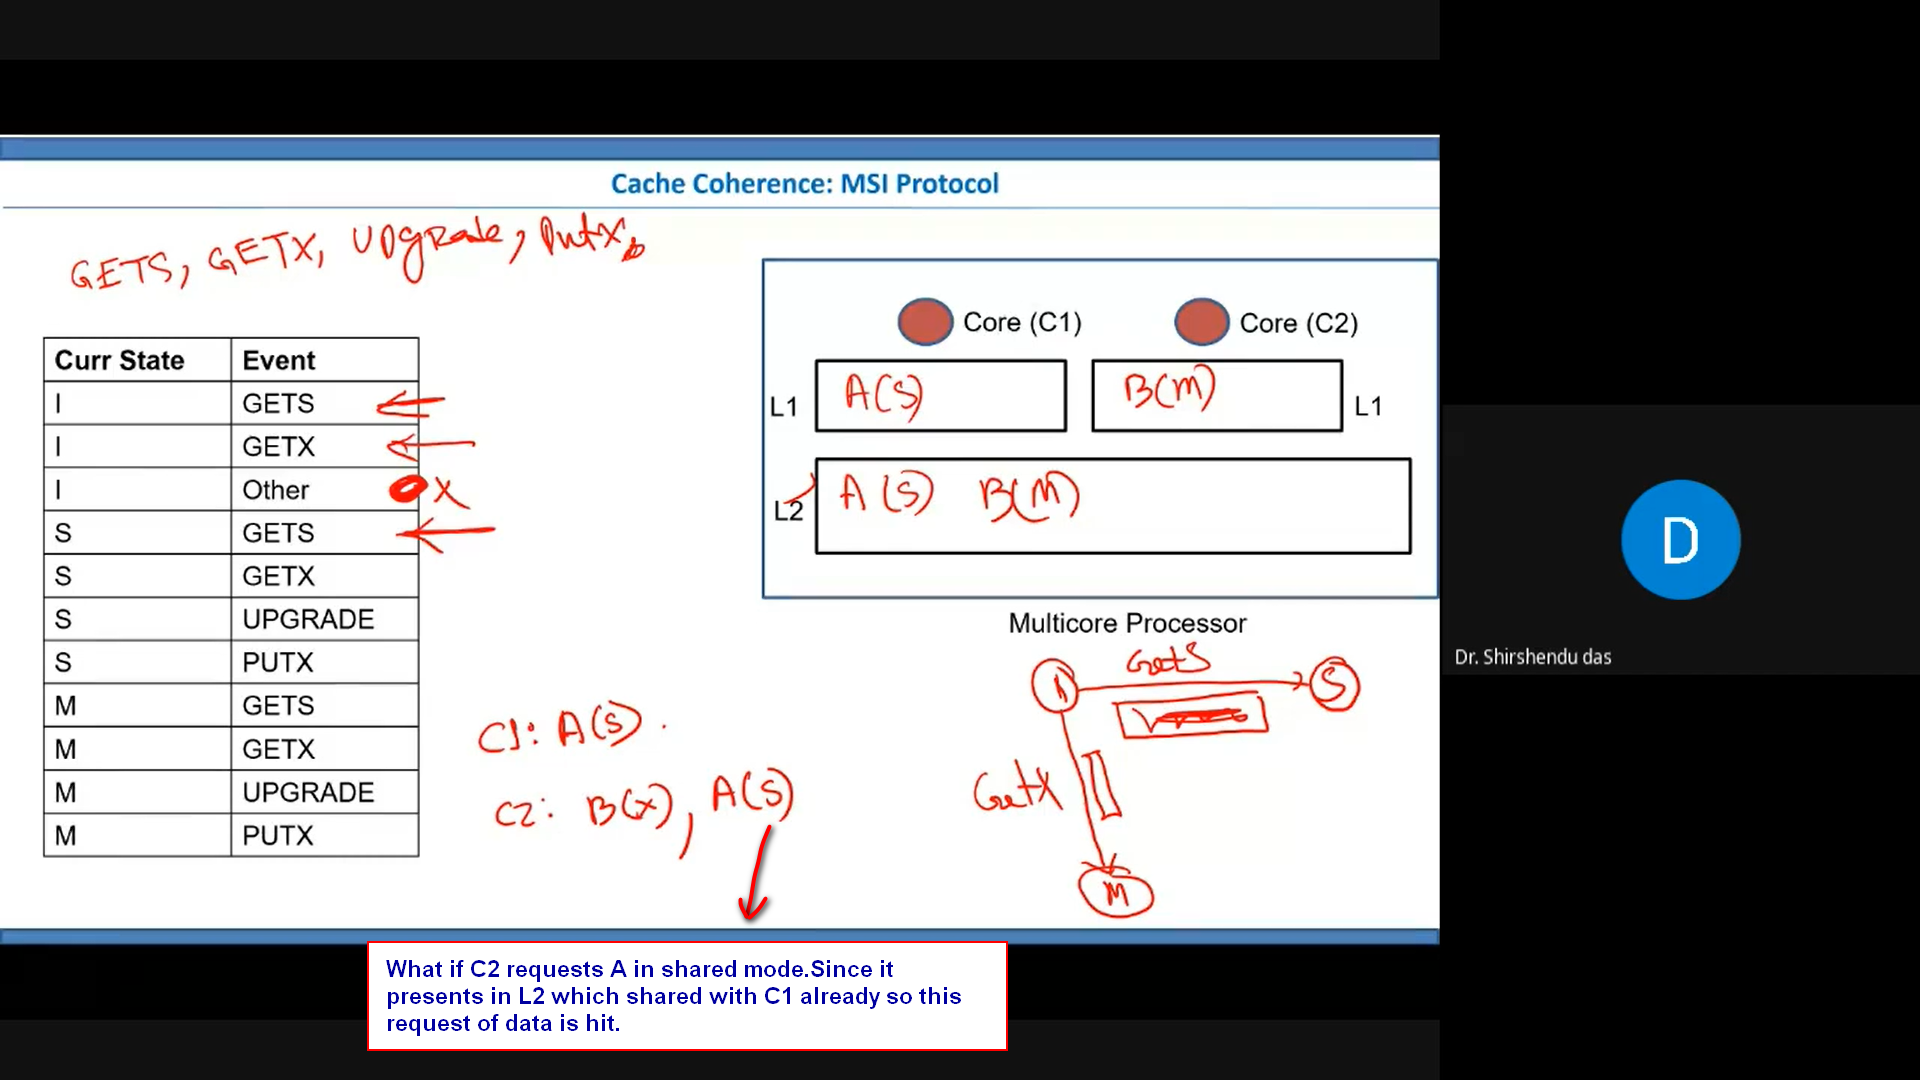 Cache Coherence: MSI Protocol
GETS, GETX, Upgrade, Putx.
Curr State Event
I GETS
I GETX
I Other X
S GETS
S GETX
S UPGRADE
S PUTX
M GETS
M GETX
M UPGRADE
M PUTX
Core (C1) Core (C2)
L1 A(S) B(M) L1
L2 A(S) B(M)
Multicore Processor
GetS
S
GetX
M
C1: A(S).
C2: B(x), A(S)
What if C2 requests A in shared mode.Since it
presents in L2 which shared with C1 already so this
request of data is hit.
D
Dr. Shirshendu das